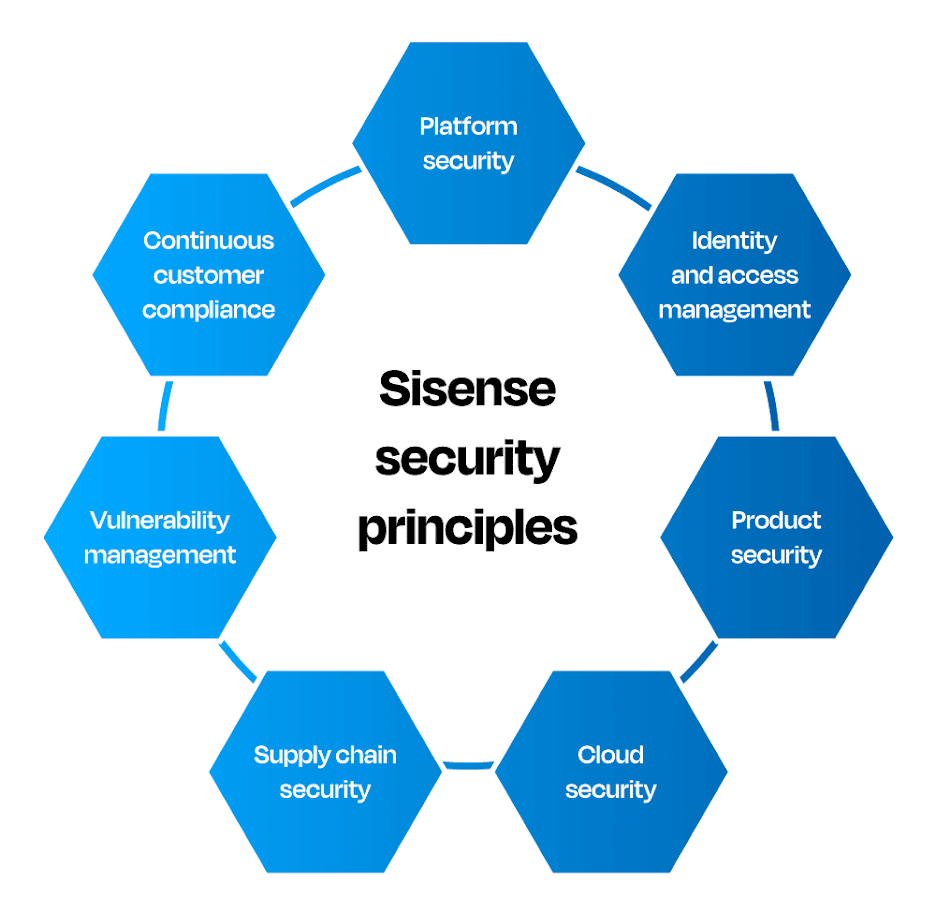 Platform
security
Identity
and access
management
Product
security
Cloud
security
Supply chain
security
Vulnerability
management
Continuous
customer
compliance
Sisense
security
principles